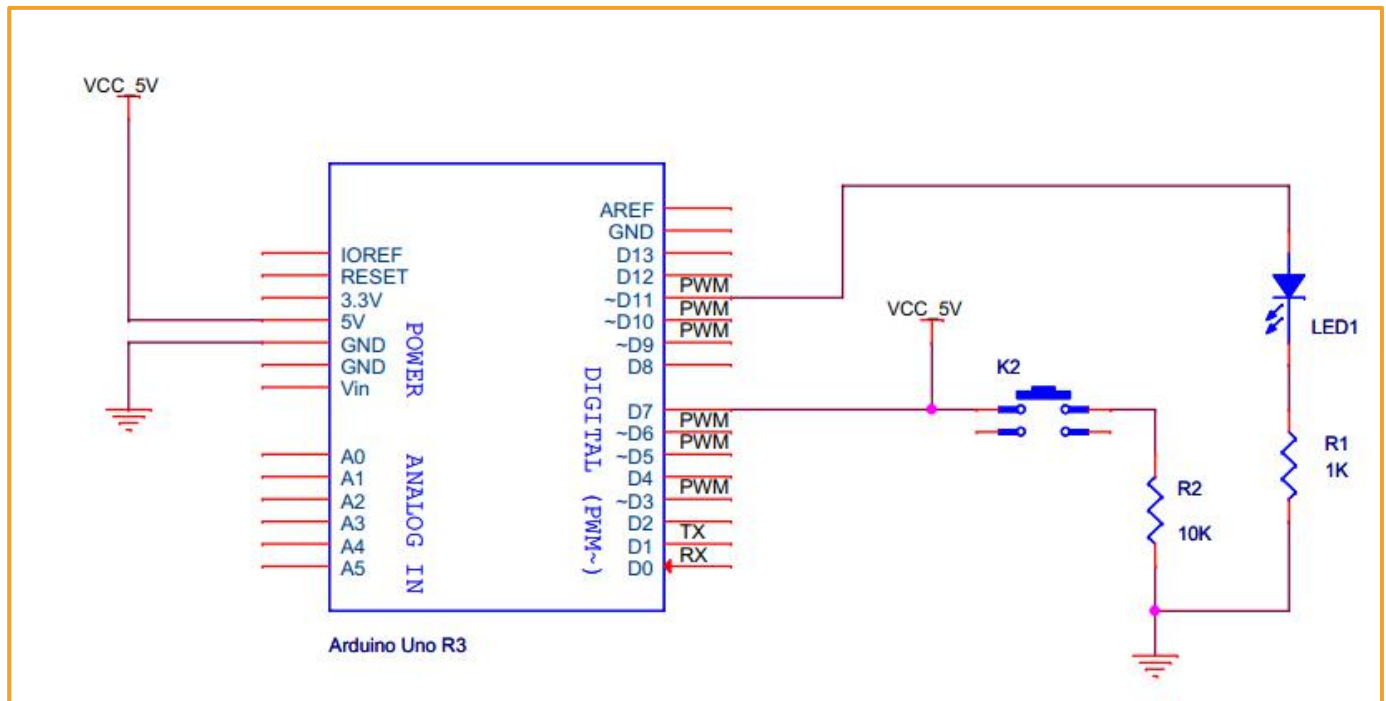 VCC_5V
IOREF
RESET
3.3V
5V
GND
GND
Vin
POWER
A0
A1
A2
A3
A4
A5
ANALOG IN
AREF
GND
D13
D12
~D11 PWM
~D10 PWM
~D9 PWM
D8
D7
~D6 PWM
~D5 PWM
D4
~D3 PWM
D2
D1 TX
D0 RX
DIGITAL (PWM~)
Arduino Uno R3
VCC_5V
K2
R2
10K
LED1
R1
1K